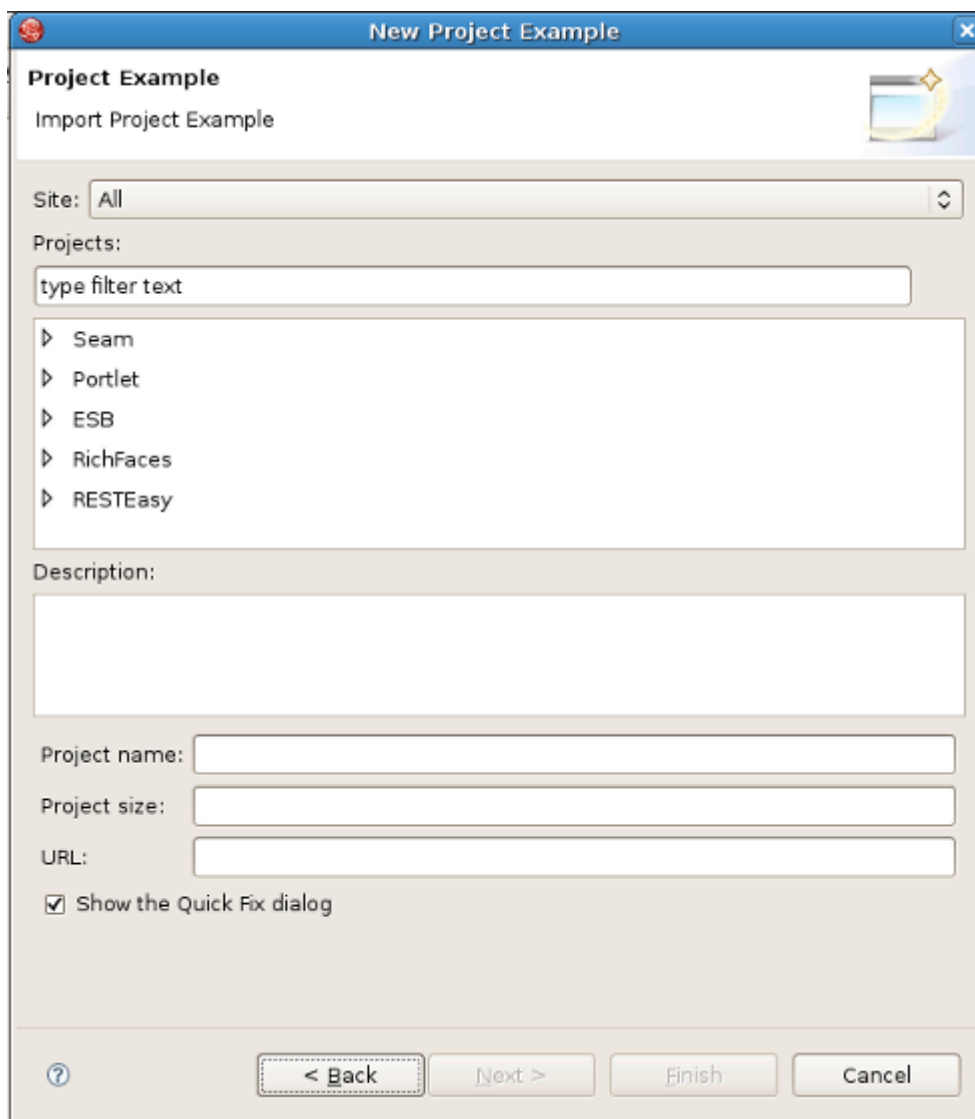 New Project Example
Project Example
Import Project Example
Site: All
Projects:
type filter text
Seam
Portlet
ESB
RichFaces
RESTEasy
Description:
Project name:
Project size:
URL:
Show the Quick Fix dialog
< Back Next > Finish Cancel